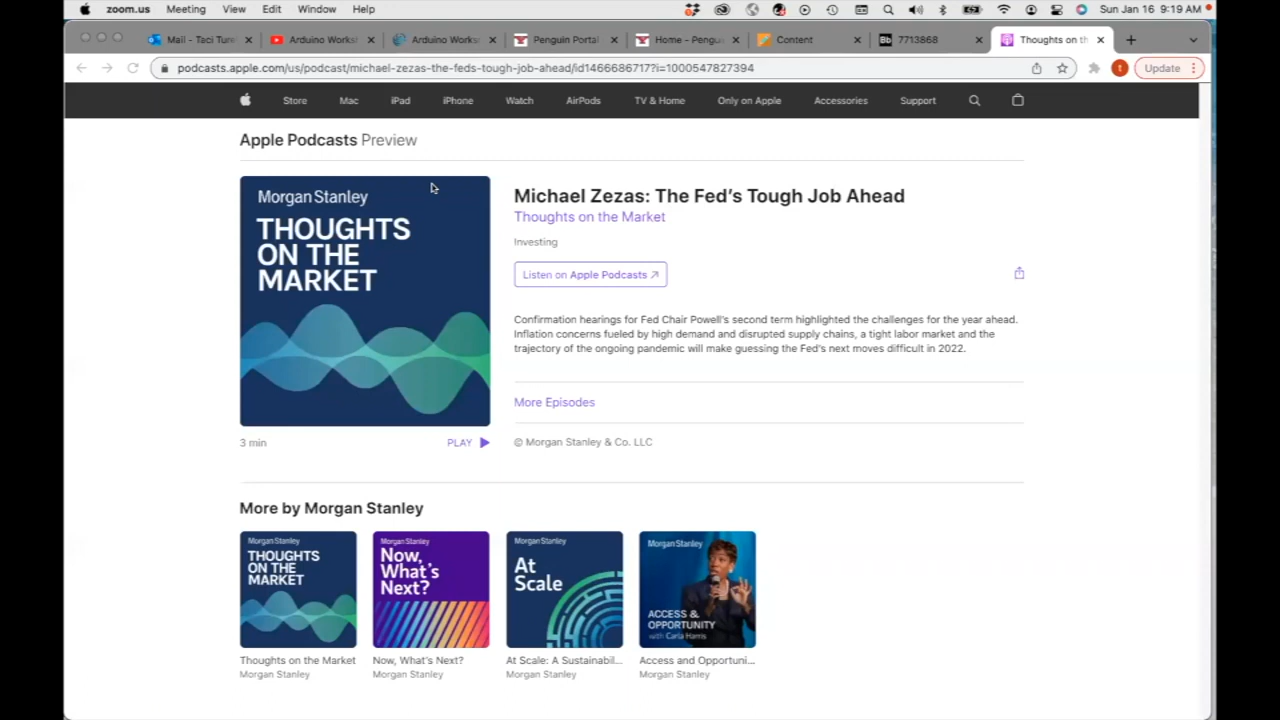 zoom.us Meeting View Edit Window Help Sun Jan 16 9:19 AM
Mail - Taci Ture
Arduino Works
Arduino Works
Penguin Portal
Home - Pengu
Content
Bb 7713868
Thoughts on th
podcasts.apple.com/us/podcast/michael-zezas-the-feds-tough-job-ahead/id1466686717?i=1000547827394
t
Update
Store Mac iPad iPhone Watch AirPods TV & Home Only on Apple Accessories Support
Apple Podcasts Preview
Morgan Stanley
THOUGHTS
ON THE
MARKET
3 min PLAY
Michael Zezas: The Fed's Tough Job Ahead
Thoughts on the Market
Investing
Listen on Apple Podcasts ↗
Confirmation hearings for Fed Chair Powell's second term highlighted the challenges for the year ahead.
Inflation concerns fueled by high demand and disrupted supply chains, a tight labor market and the
trajectory of the ongoing pandemic will make guessing the Fed's next moves difficult in 2022.
More Episodes
© Morgan Stanley & Co. LLC
More by Morgan Stanley
Morgan Stanley
THOUGHTS
ON THE
MARKET
Thoughts on the Market
Morgan Stanley
Morgan Stanley
Now,
What's
Next?
Now, What's Next?
Morgan Stanley
Morgan Stanley
At
Scale
At Scale: A Sustainabil...
Morgan Stanley
Morgan Stanley
ACCESS &
OPPORTUNITY
with Carla Harris
Access and Opportuni...
Morgan Stanley